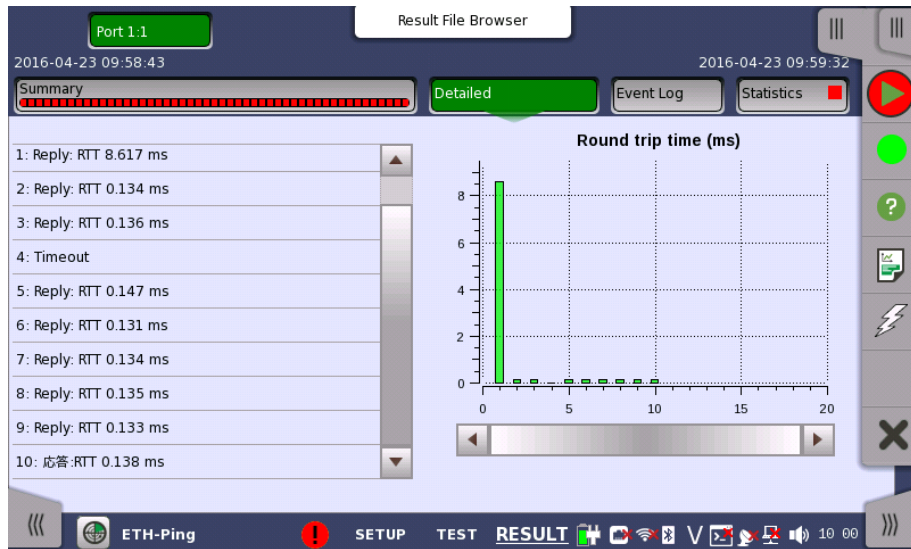 Port 1:1
Result File Browser
2016-04-23 09:58:43
2016-04-23 09:59:32
Summary
Detailed
Event Log
Statistics
1: Reply: RTT 8.617 ms
2: Reply: RTT 0.134 ms
3: Reply: RTT 0.136 ms
4: Timeout
5: Reply: RTT 0.147 ms
6: Reply: RTT 0.131 ms
7: Reply: RTT 0.134 ms
8: Reply: RTT 0.135 ms
9: Reply: RTT 0.133 ms
10: 応答:RTT 0.138 ms
Round trip time (ms)
8
6
4
2
0
0 5 10 15 20
ETH-Ping
SETUP TEST RESULT V 10 00